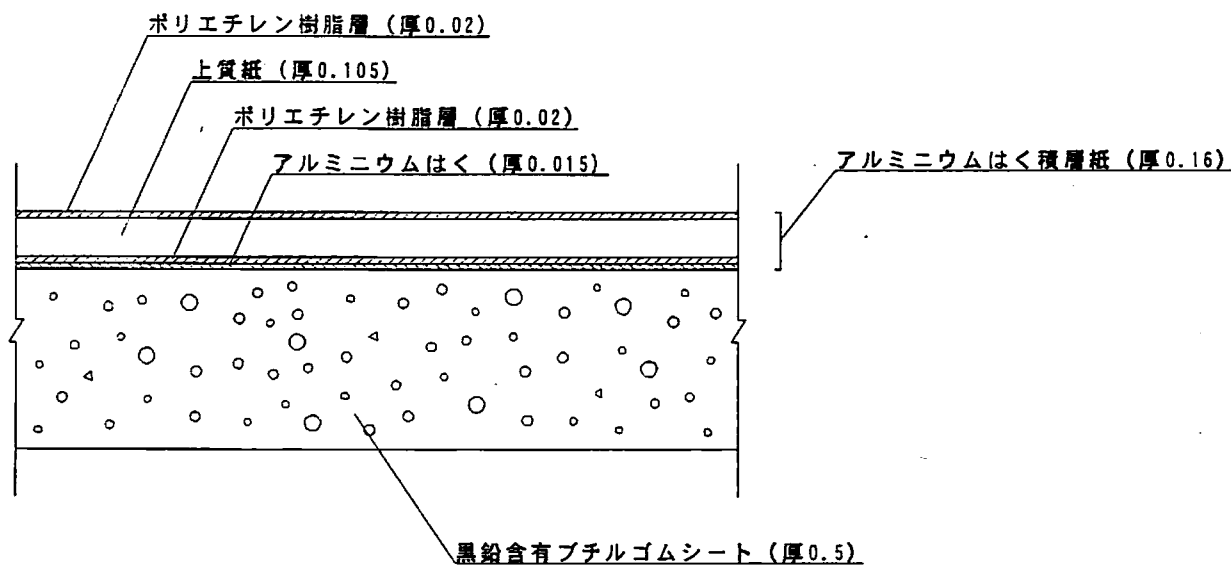 ポリエチレン樹脂層 (厚0.02)
上質紙 (厚0.105)
ポリエチレン樹脂層 (厚0.02)
アルミニウムはく (厚0.015)
アルミニウムはく積層紙 (厚0.16)
黒鉛含有ブチルゴムシート (厚0.5)